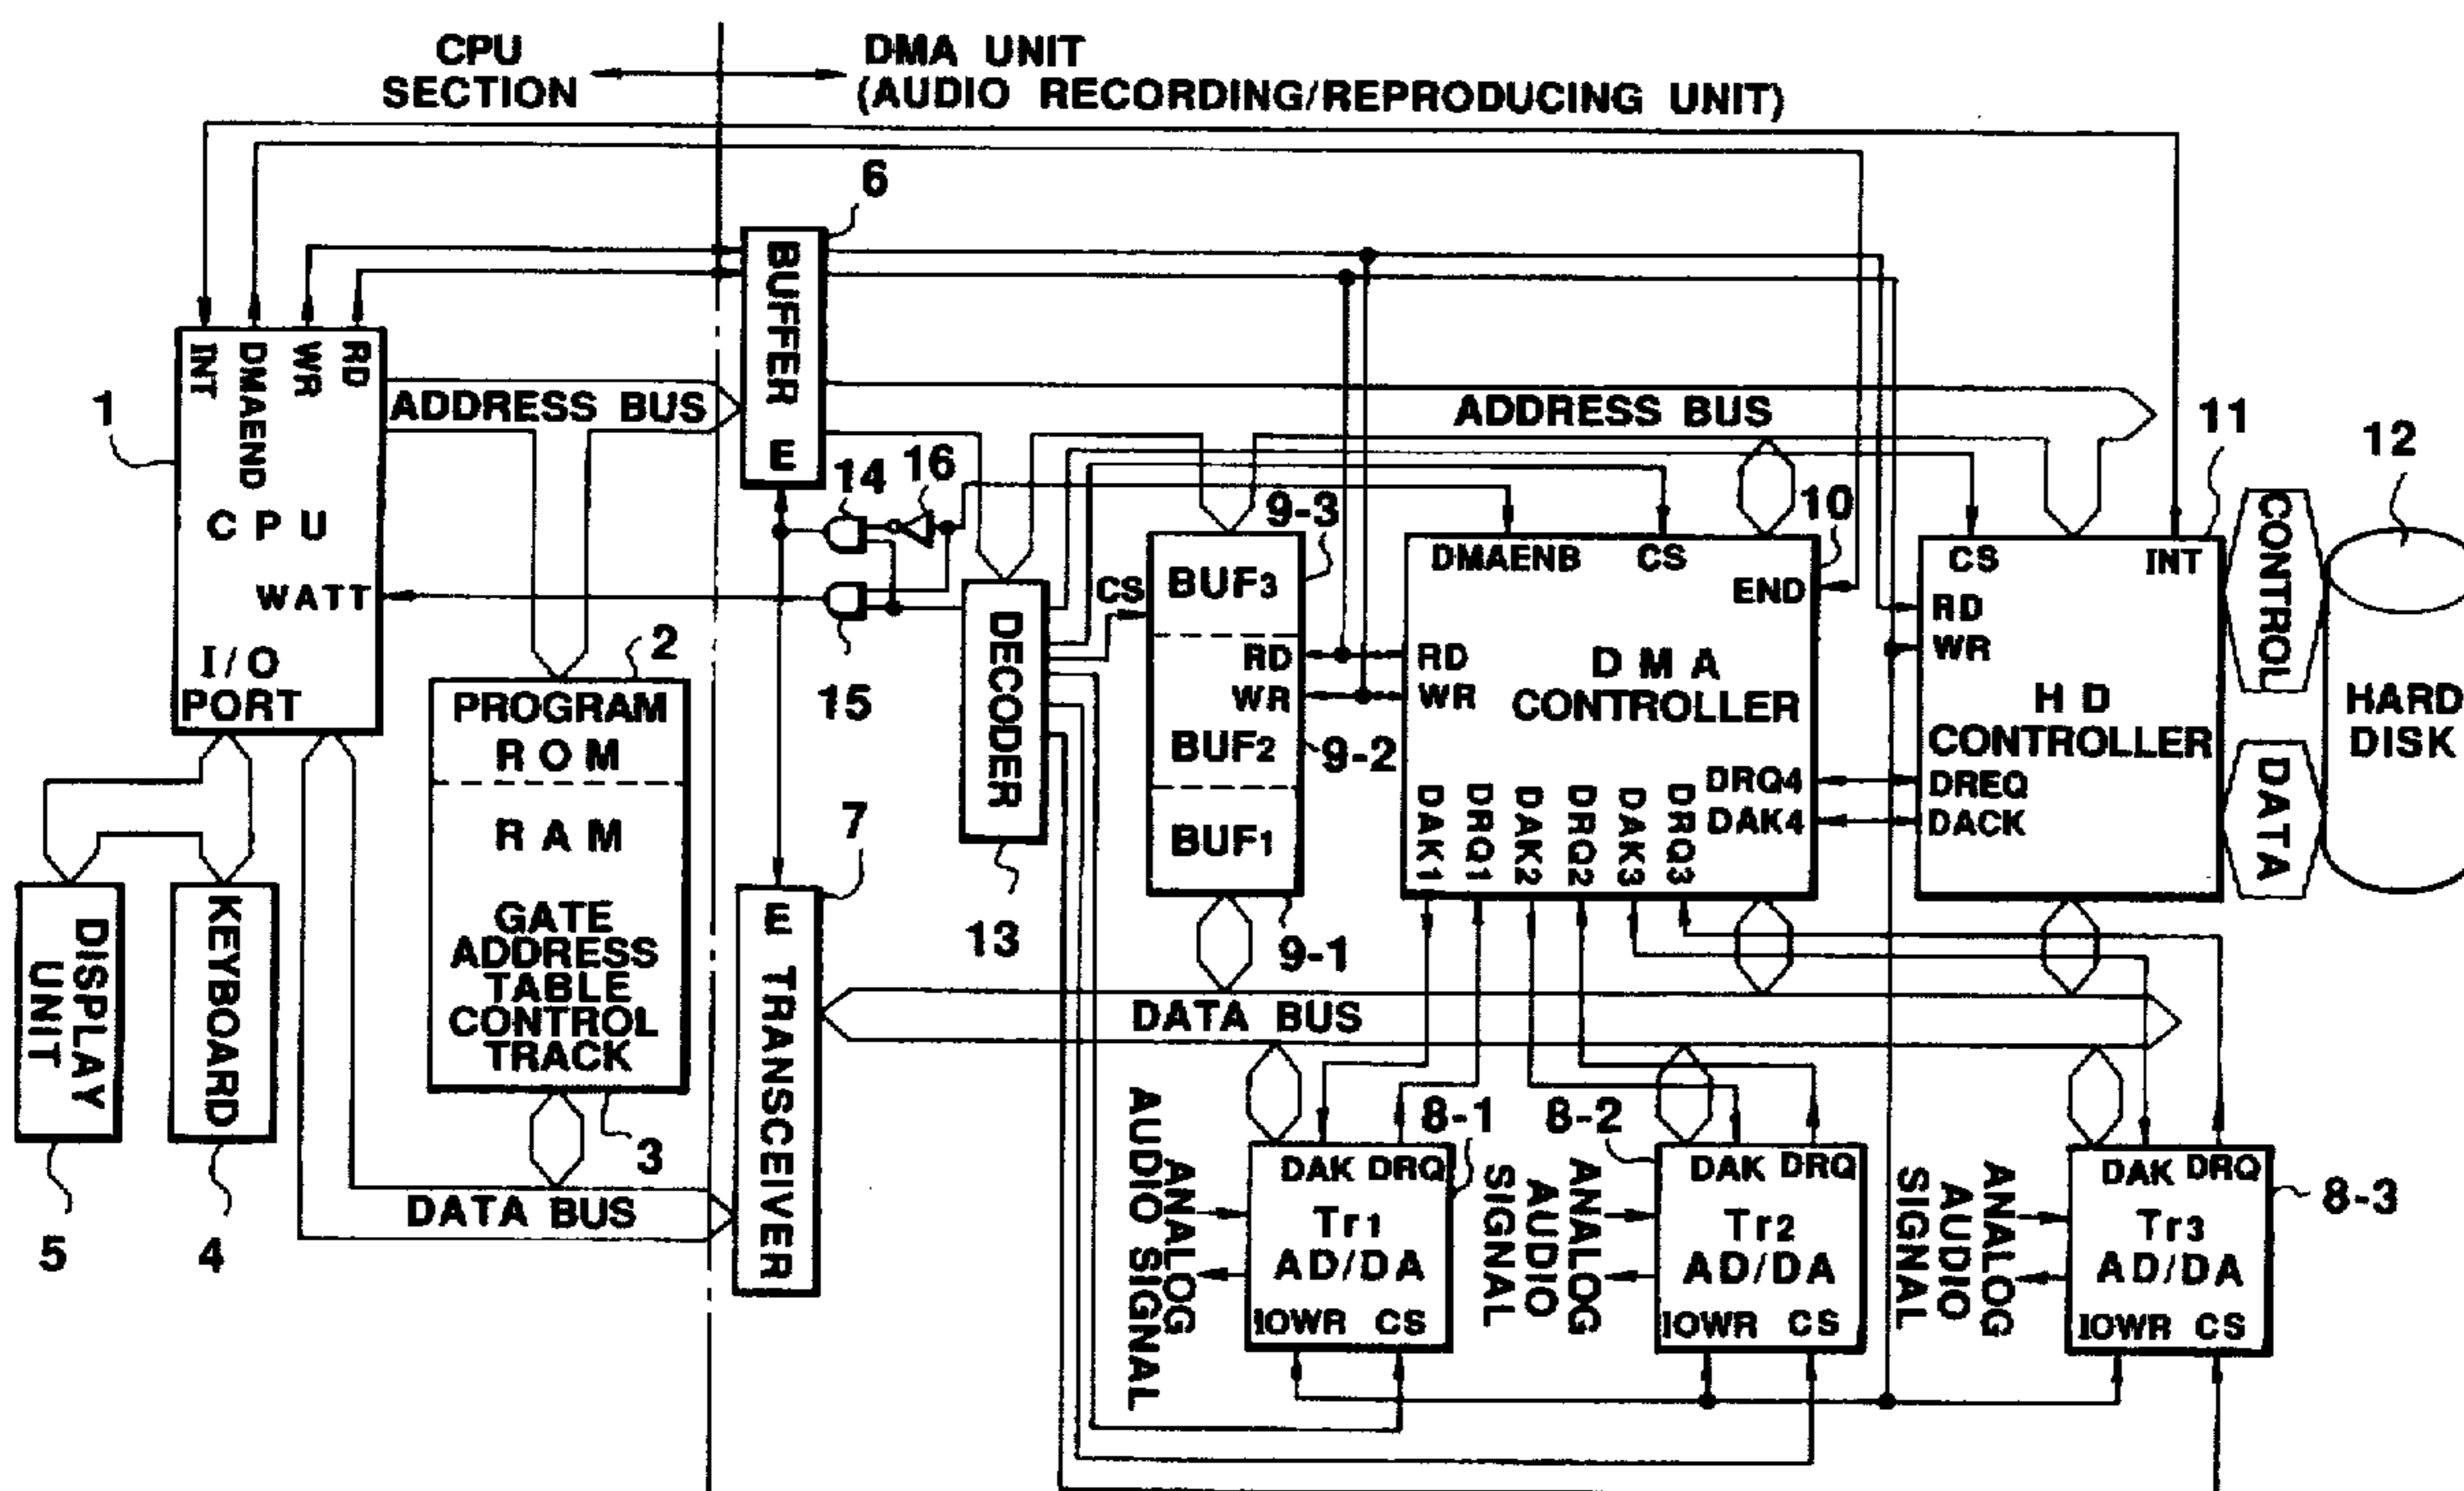 CPU
SECTION
DMA UNIT
(AUDIO RECORDING/REPRODUCING UNIT)
6
BUFFER E
INT
DMAEND
WR
RD
1
CPU
WATT
I/O
PORT
ADDRESS BUS
ADDRESS BUS
11
12
14
16
15
2
PROGRAM
ROM
RAM
GATE
ADDRESS
TABLE
CONTROL
TRACK
3
DISPLAY
UNIT
5
KEYBOARD
4
DATA BUS
7
E TRANSCEIVER
DECODER
13
CS
9-3
BUF3
RD
WR
BUF2
9-2
BUF1
9-1
10
DMAENB CS
END
RD
WR
DMA
CONTROLLER
DRQ4
DAK4
DAK1
DRQ1
DAK2
DRQ2
DAK3
DRQ3
CS INT
RD
WR
HD
CONTROLLER
DREQ
DACK
CONTROL
DATA
HARD
DISK
DATA BUS
ANALOG
AUDIO SIGNAL
8-1
DAK DRQ
Tr1
AD/DA
IOWR CS
ANALOG
AUDIO
SIGNAL
8-2
DAK DRQ
Tr2
AD/DA
IOWR CS
ANALOG
AUDIO
SIGNAL
8-3
DAK DRQ
Tr3
AD/DA
IOWR CS